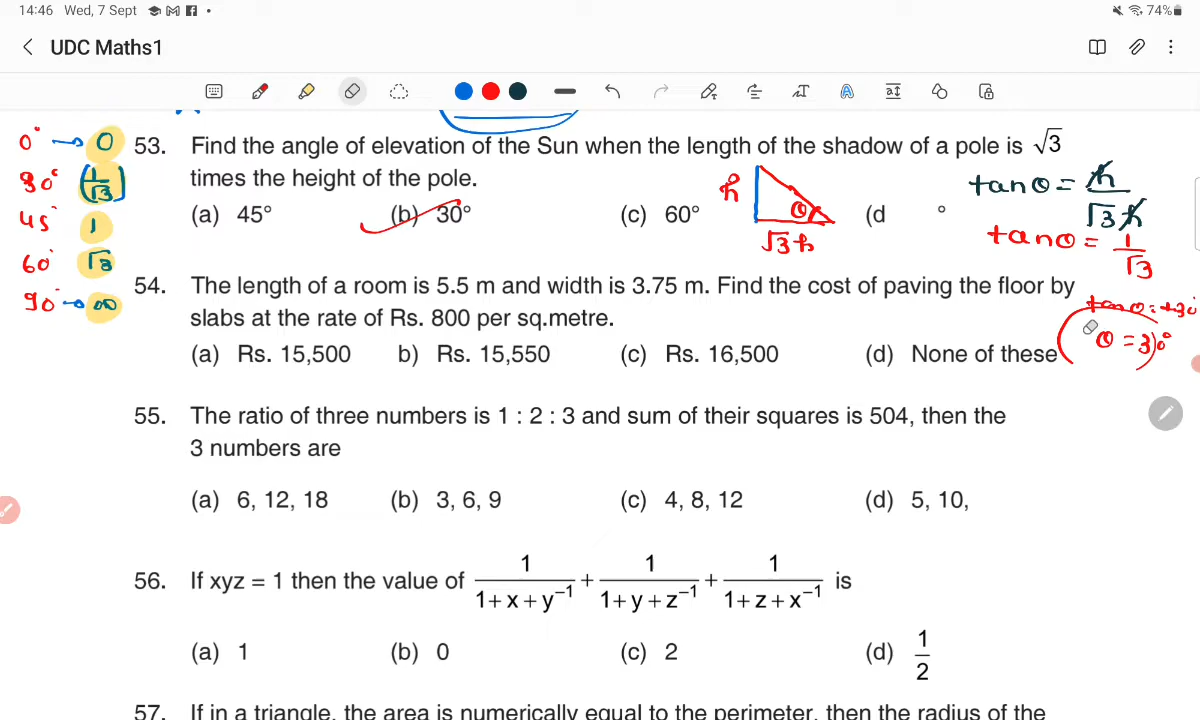 14:46 Wed, 7 Sept
74%
UDC Maths1
53. Find the angle of elevation of the Sun when the length of the shadow of a pole is √3
times the height of the pole.
(a) 45° (b) 30° (c) 60° (d °
0° → 0
30° (1/√3)
45° 1
60° √3
90° → ∞
h
θ
√3h
tanθ = h/√3h
tanθ = 1/√3
θ = 30°
54. The length of a room is 5.5 m and width is 3.75 m. Find the cost of paving the floor by
slabs at the rate of Rs. 800 per sq.metre.
(a) Rs. 15,500 b) Rs. 15,550 (c) Rs. 16,500 (d) None of these
55. The ratio of three numbers is 1 : 2 : 3 and sum of their squares is 504, then the
3 numbers are
(a) 6, 12, 18 (b) 3, 6, 9 (c) 4, 8, 12 (d) 5, 10,
56. If xyz = 1 then the value of 1/(1+x+y⁻¹) + 1/(1+y+z⁻¹) + 1/(1+z+x⁻¹) is
(a) 1 (b) 0 (c) 2 (d) 1/2
57. If in a triangle, the area is numerically equal to the perimeter, then the radius of the